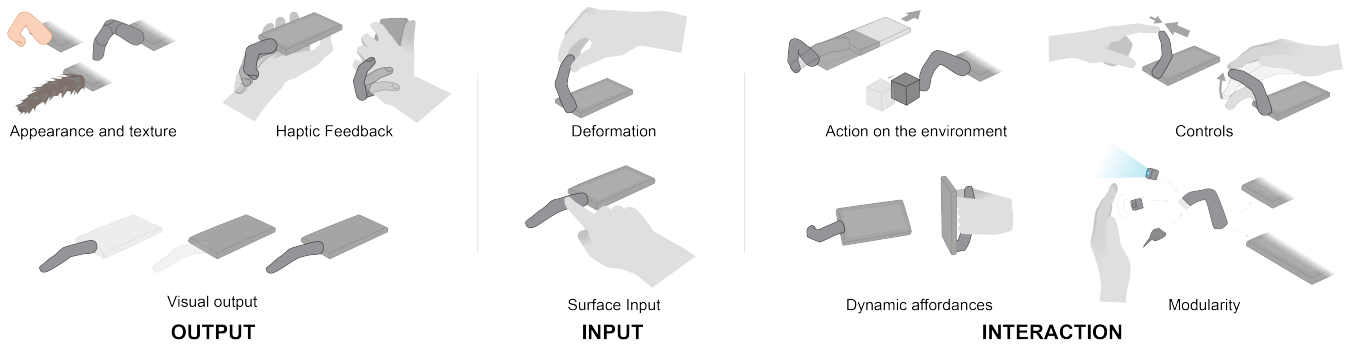 Appearance and texture
Haptic Feedback
Deformation
Action on the environment
Controls
Visual output
Surface Input
Dynamic affordances
Modularity
OUTPUT
INPUT
INTERACTION